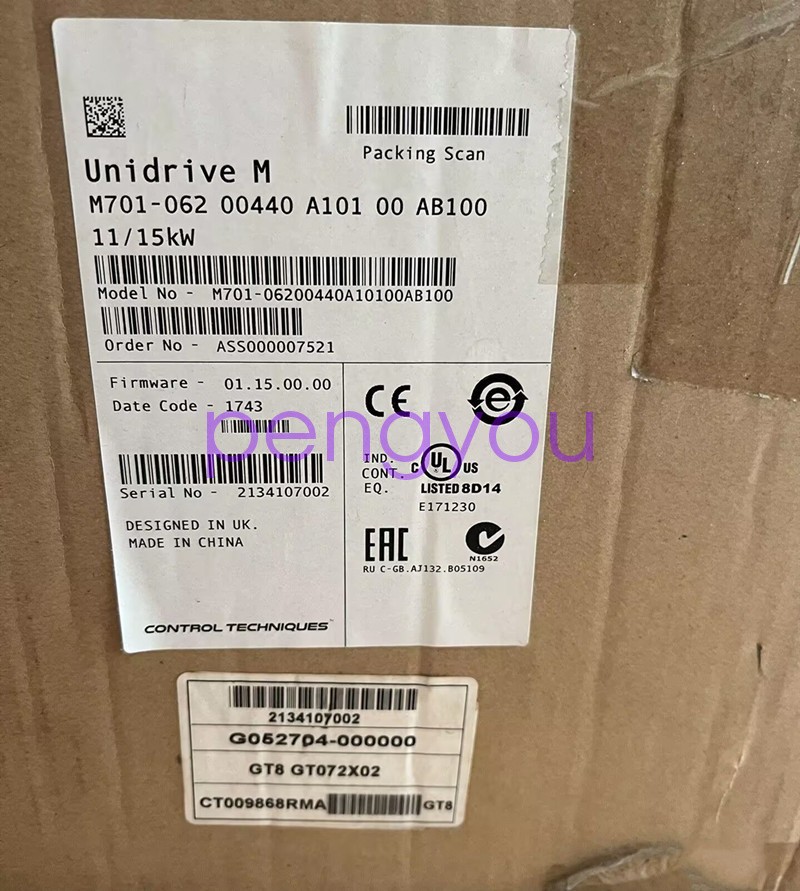 Packing Scan
Unidrive M
M701-062 00440 A101 00 AB100
11/15kW
Model No - M701-06200440A10100AB100
Order No - ASS000007521
Firmware - 01.15.00.00
Date Code - 1743
Serial No - 2134107002
DESIGNED IN UK.
MADE IN CHINA
CONTROL TECHNIQUES
CE
e
IND.
CONT.
EQ.
C UL US
LISTED 8D14
E171230
EAC
N1652
RU C-GB.AJ132.B05109
pengyou
2134107002
G052704-000000
GT8 GT072X02
CT009868RMA GT8